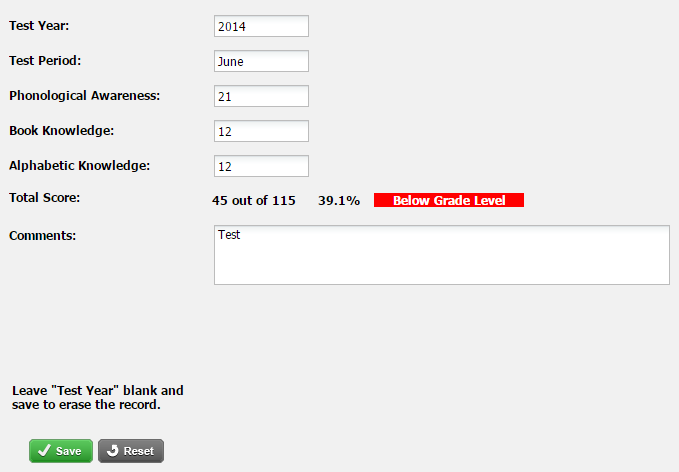 Test Year: 2014
Test Period: June
Phonological Awareness: 21
Book Knowledge: 12
Alphabetic Knowledge: 12
Total Score: 45 out of 115 39.1% Below Grade Level
Comments: Test
Leave "Test Year" blank and
save to erase the record.
Save Reset